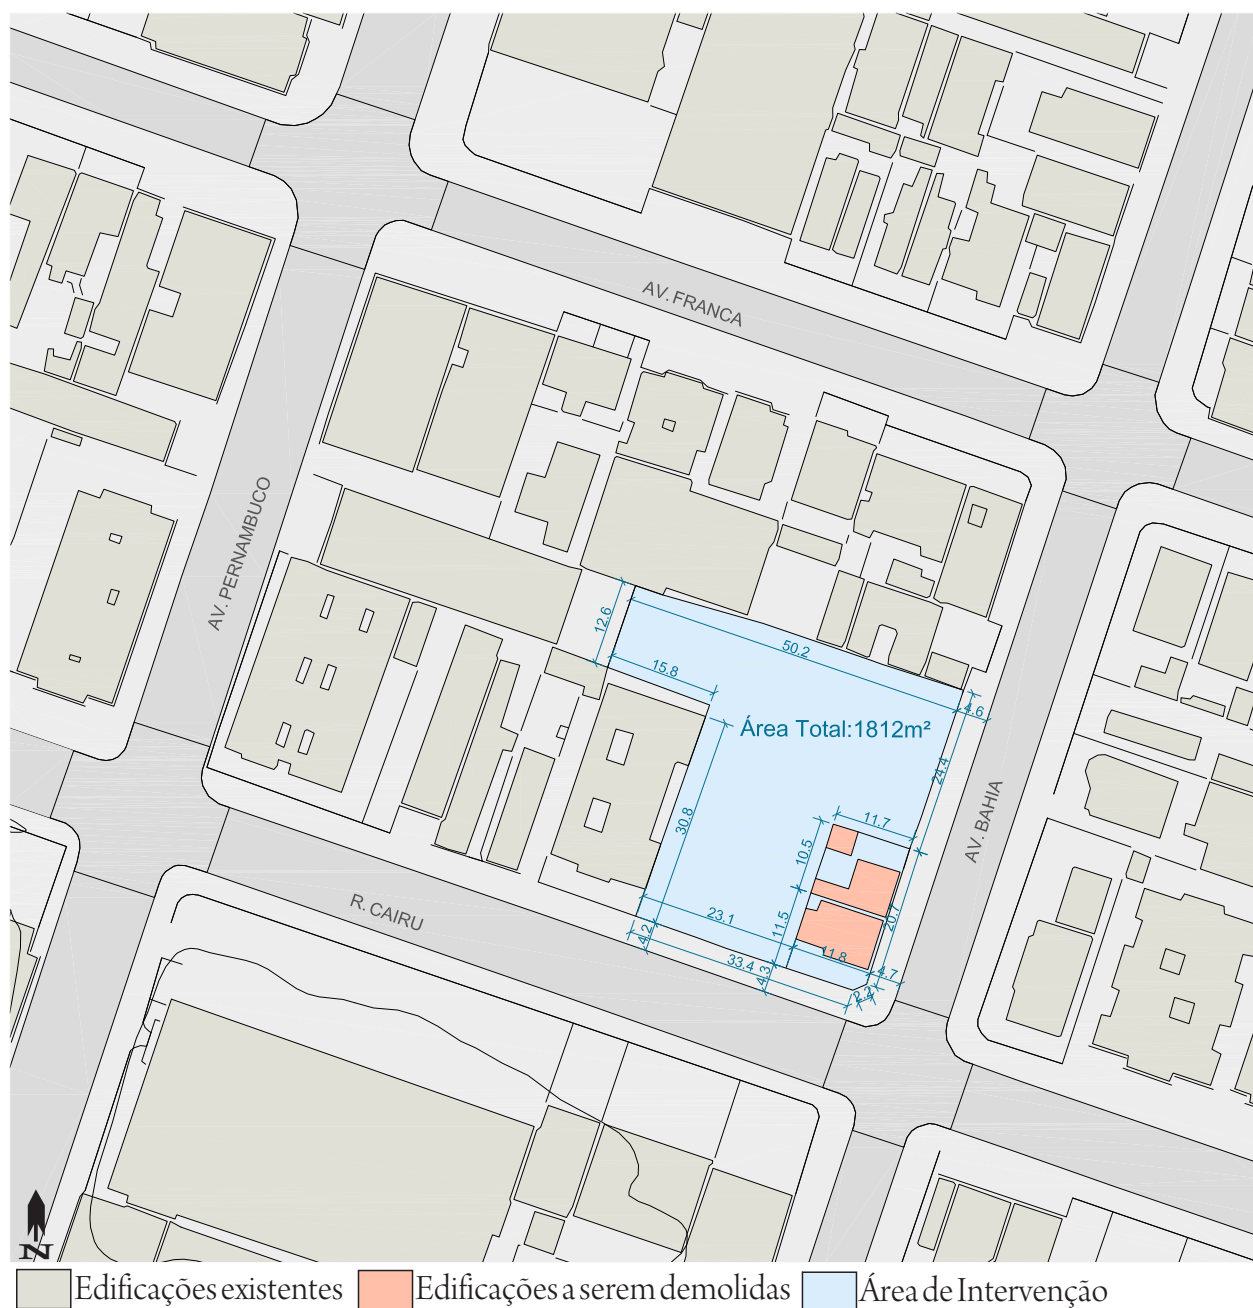 AV. FRANCA
AV. PERNAMBUCO
12.6
50.2
15.8
4.6
Área Total:1812m²
24.4
AV. BAHIA
30.8
11.7
10.5
R. CAIRU
23.1
11.5
20.7
4.2
33.4
11.8
4.3
4.7
2.2
N
Edificações existentes
Edificações a serem demolidas
Área de Intervenção